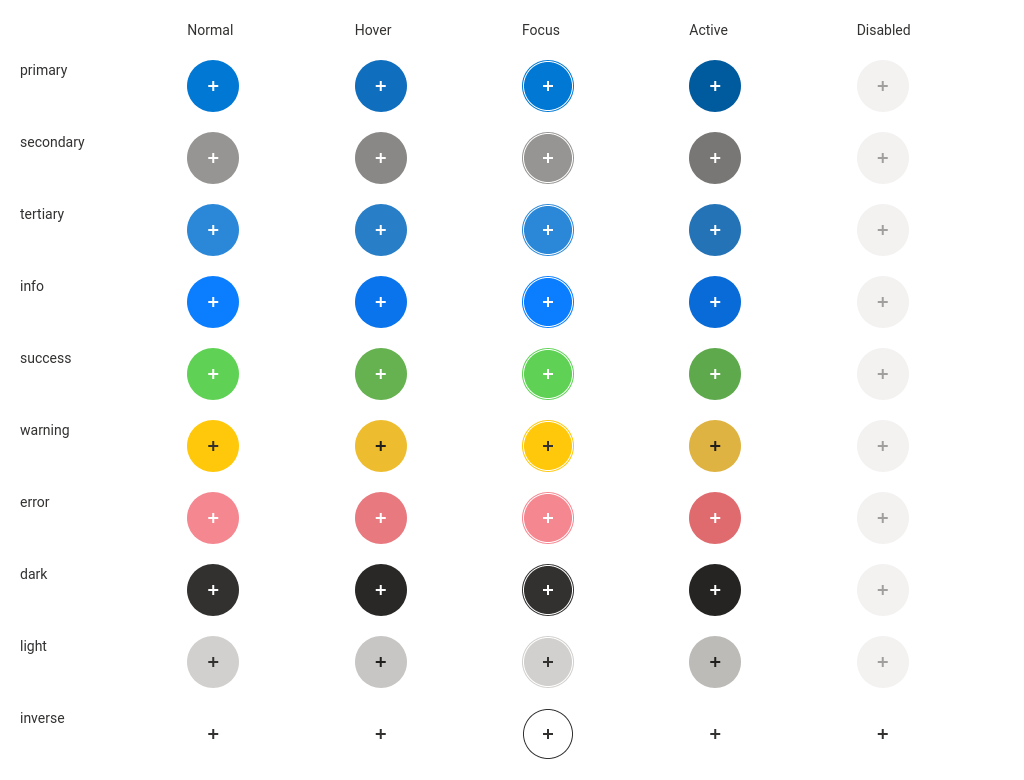 Normal Hover Focus Active Disabled
primary
secondary
tertiary
info
success
warning
error
dark
light
inverse